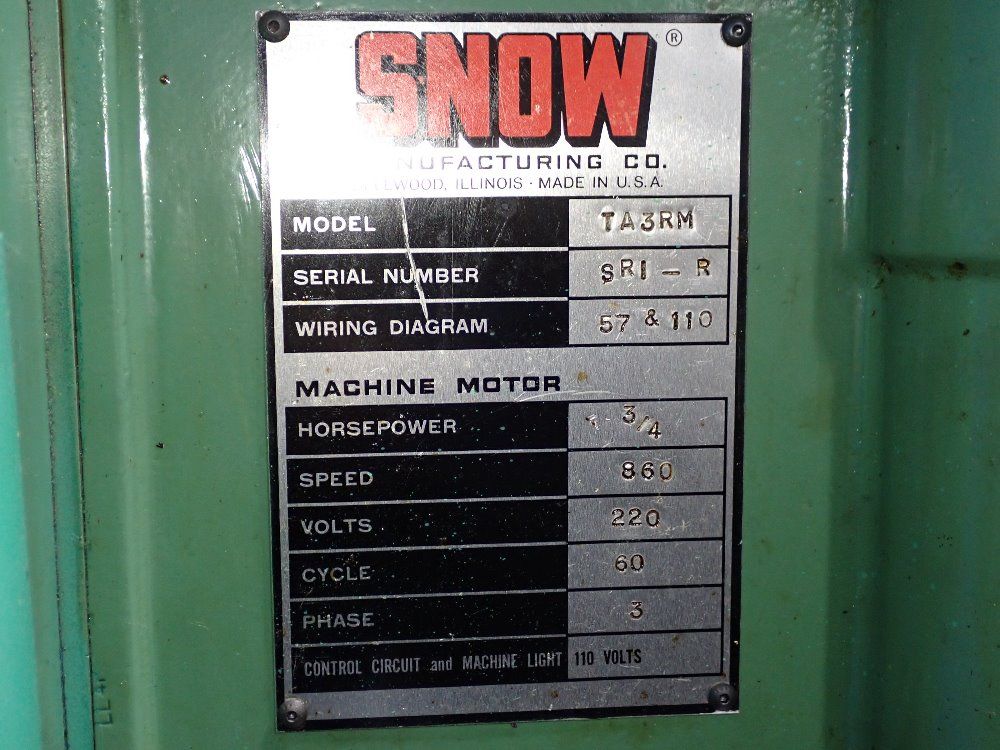 SNOW ®
NUFACTURING CO.
EWOOD, ILLINOIS · MADE IN U.S.A.
MODEL TA3RM
SERIAL NUMBER SRI - R
WIRING DIAGRAM 57 & 110
MACHINE MOTOR
HORSEPOWER 3/4
SPEED 860
VOLTS 220
CYCLE 60
PHASE 3
CONTROL CIRCUIT and MACHINE LIGHT 110 VOLTS